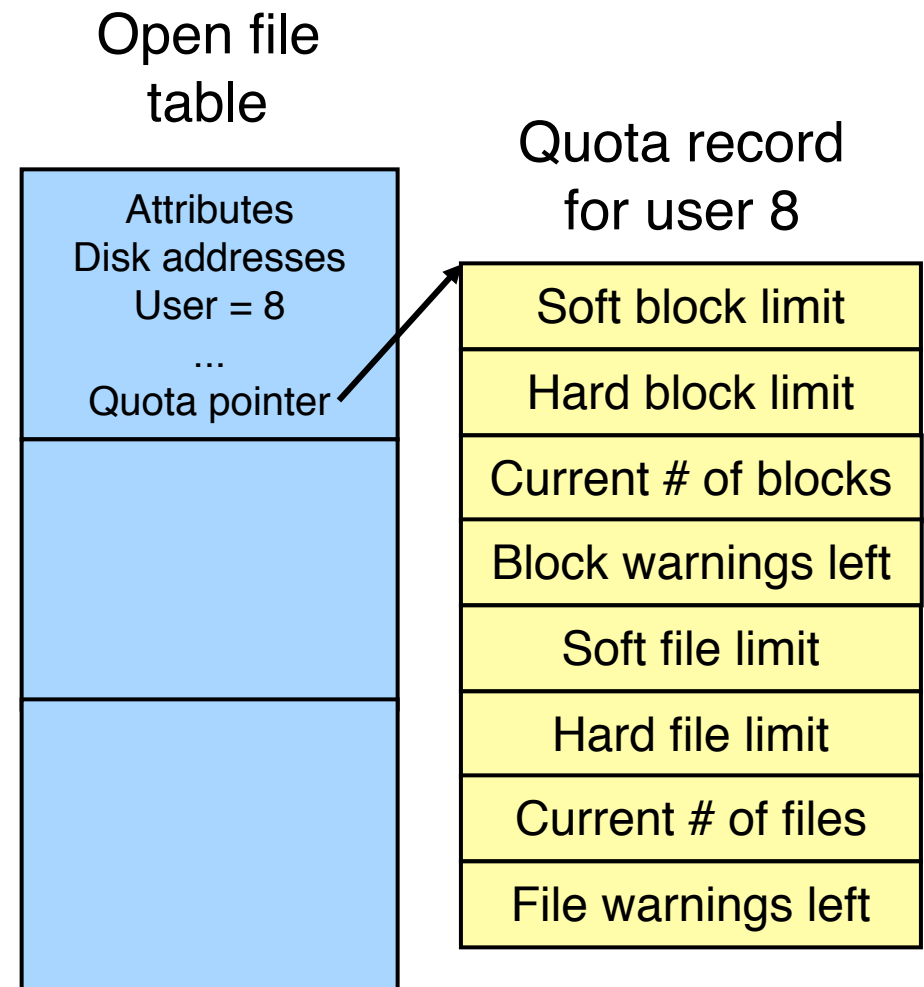 Open file
table
Attributes
Disk addresses
User = 8
...
Quota pointer
Quota record
for user 8
Soft block limit
Hard block limit
Current # of blocks
Block warnings left
Soft file limit
Hard file limit
Current # of files
File warnings left